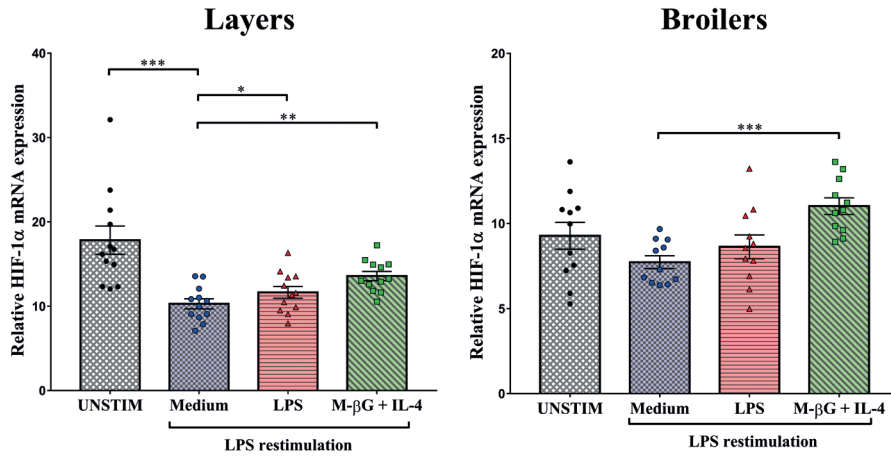 Layers
Relative HIF-1α mRNA expression
40
30
20
10
0
***
*
**
UNSTIM Medium LPS M-βG + IL-4
LPS restimulation
Broilers
Relative HIF-1α mRNA expression
20
15
10
5
0
***
UNSTIM Medium LPS M-βG + IL-4
LPS restimulation